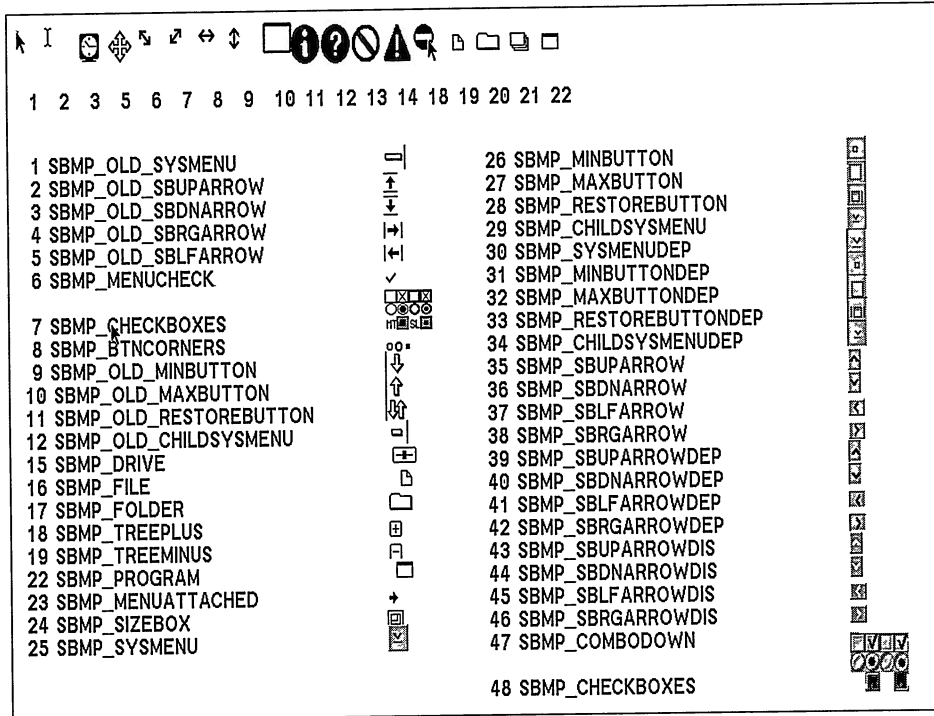 1 2 3 5 6 7 8 9 10 11 12 13 14 18 19 20 21 22
1 SBMP_OLD_SYSMENU
2 SBMP_OLD_SBUPARROW
3 SBMP_OLD_SBDNARROW
4 SBMP_OLD_SBRGARROW
5 SBMP_OLD_SBLFARROW
6 SBMP_MENUCHECK
7 SBMP_CHECKBOXES
8 SBMP_BTNCORNERS
9 SBMP_OLD_MINBUTTON
10 SBMP_OLD_MAXBUTTON
11 SBMP_OLD_RESTOREBUTTON
12 SBMP_OLD_CHILDSYSMENU
15 SBMP_DRIVE
16 SBMP_FILE
17 SBMP_FOLDER
18 SBMP_TREEPLUS
19 SBMP_TREEMINUS
22 SBMP_PROGRAM
23 SBMP_MENUATTACHED
24 SBMP_SIZEBOX
25 SBMP_SYSMENU
26 SBMP_MINBUTTON
27 SBMP_MAXBUTTON
28 SBMP_RESTOREBUTTON
29 SBMP_CHILDSYSMENU
30 SBMP_SYSMENUDEP
31 SBMP_MINBUTTONDEP
32 SBMP_MAXBUTTONDEP
33 SBMP_RESTOREBUTTONDEP
34 SBMP_CHILDSYSMENUDEP
35 SBMP_SBUPARROW
36 SBMP_SBDNARROW
37 SBMP_SBLFARROW
38 SBMP_SBRGARROW
39 SBMP_SBUPARROWDEP
40 SBMP_SBDNARROWDEP
41 SBMP_SBLFARROWDEP
42 SBMP_SBRGARROWDEP
43 SBMP_SBUPARROWDIS
44 SBMP_SBDNARROWDIS
45 SBMP_SBLFARROWDIS
46 SBMP_SBRGARROWDIS
47 SBMP_COMBODOWN
48 SBMP_CHECKBOXES